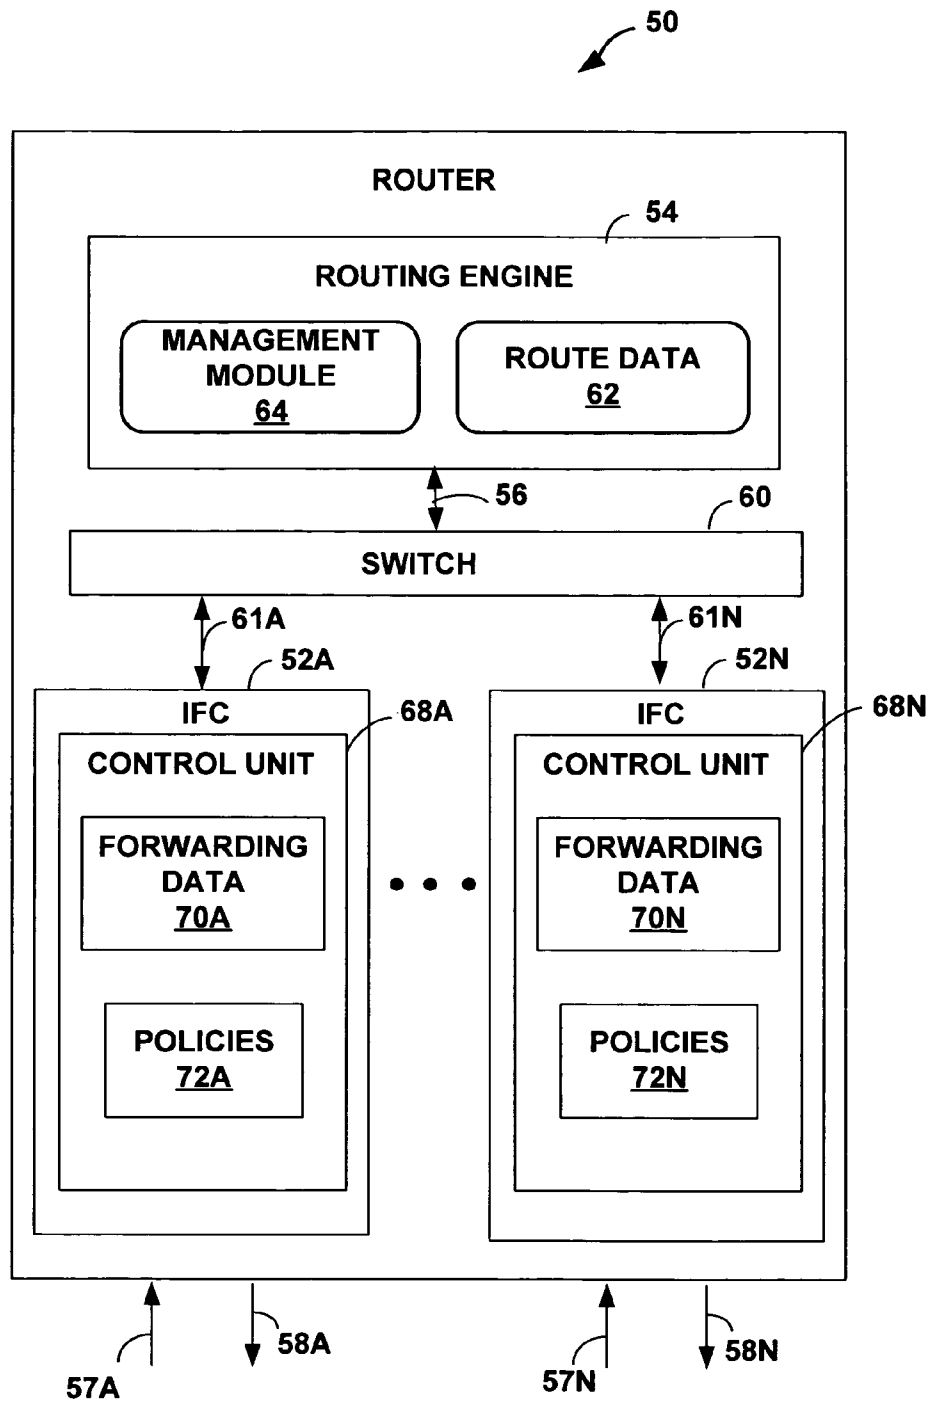 50
ROUTER
54
ROUTING ENGINE
MANAGEMENT
MODULE
64
ROUTE DATA
62
56
60
SWITCH
61A
61N
52A
52N
IFC
68A
CONTROL UNIT
FORWARDING
DATA
70A
POLICIES
72A
IFC
68N
CONTROL UNIT
FORWARDING
DATA
70N
POLICIES
72N
57A
58A
57N
58N